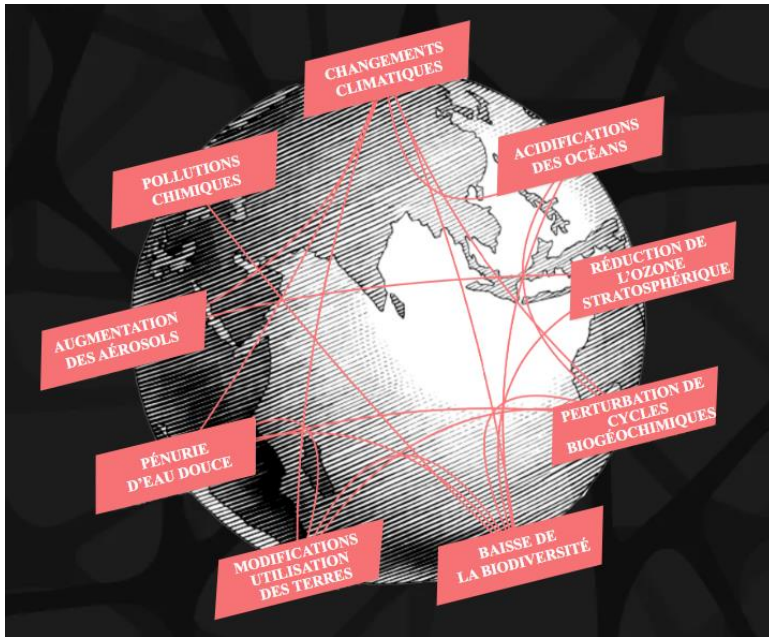 CHANGEMENTS
CLIMATIQUES
ACIDIFICATIONS
DES OCÉANS
POLLUTIONS
CHIMIQUES
RÉDUCTION DE
L'OZONE
STRATOSPHÉRIQUE
AUGMENTATION
DES AÉROSOLS
PERTURBATION DE
CYCLES
BIOGÉOCHIMIQUES
PÉNURIE
D'EAU DOUCE
MODIFICATIONS
UTILISATION
DES TERRES
BAISSE DE
LA BIODIVERSITÉ